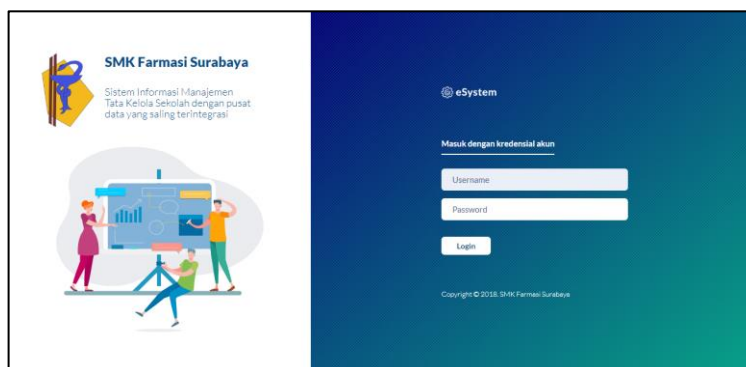 SMK Farmasi Surabaya
Sistem Informasi Manajemen
Tata Kelola Sekolah dengan pusat
data yang saling terintegrasi
eSystem
Masuk dengan kredensial akun
Username
Password
Login
Copyright © 2018. SMK Farmasi Surabaya